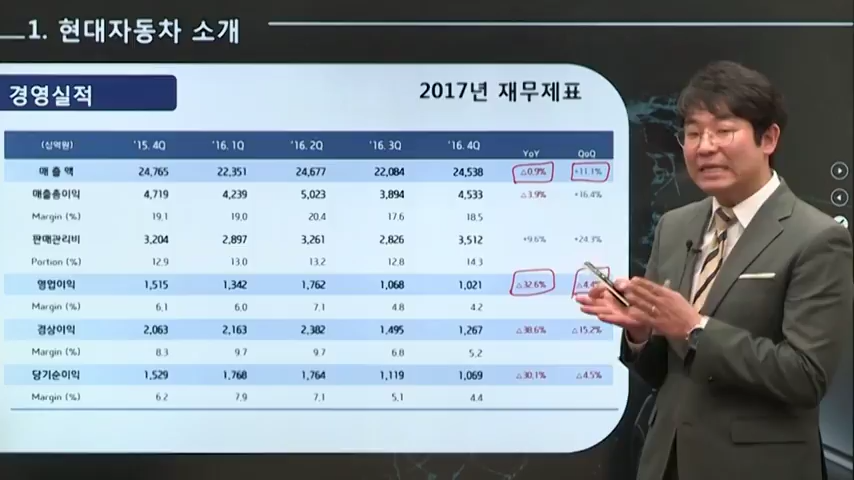 1. 현대자동차 소개
경영실적
2017년 재무제표
(십억원) '15. 4Q '16. 1Q '16. 2Q '16. 3Q '16. 4Q YoY QoQ
매 출 액 24,765 22,351 24,677 22,084 24,538 △0.9% +11.1%
매출총이익 4,719 4,239 5,023 3,894 4,533 △3.9% +16.4%
Margin (%) 19.1 19.0 20.4 17.6 18.5
판매관리비 3,204 2,897 3,261 2,826 3,512 +9.6% +24.3%
Portion (%) 12.9 13.0 13.2 12.8 14.3
영업이익 1,515 1,342 1,762 1,068 1,021 △32.6% △4.4%
Margin (%) 6.1 6.0 7.1 4.8 4.2
경상이익 2,063 2,163 2,382 1,495 1,267 △38.6% △15.2%
Margin (%) 8.3 9.7 9.7 6.8 5.2
당기순이익 1,529 1,768 1,764 1,119 1,069 △30.1% △4.5%
Margin (%) 6.2 7.9 7.1 5.1 4.4